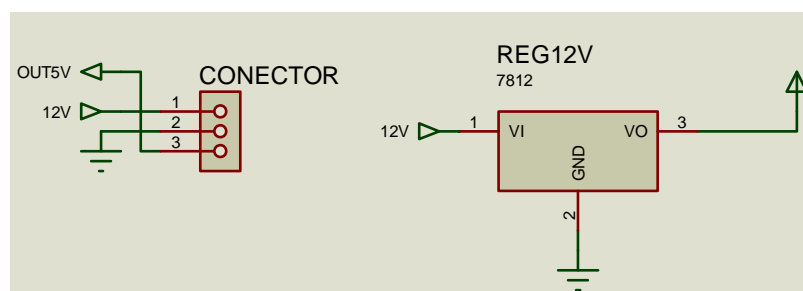 OUT5V
CONECTOR
12V
1
2
3
REG12V
7812
12V
1
VI
VO
3
GND
2